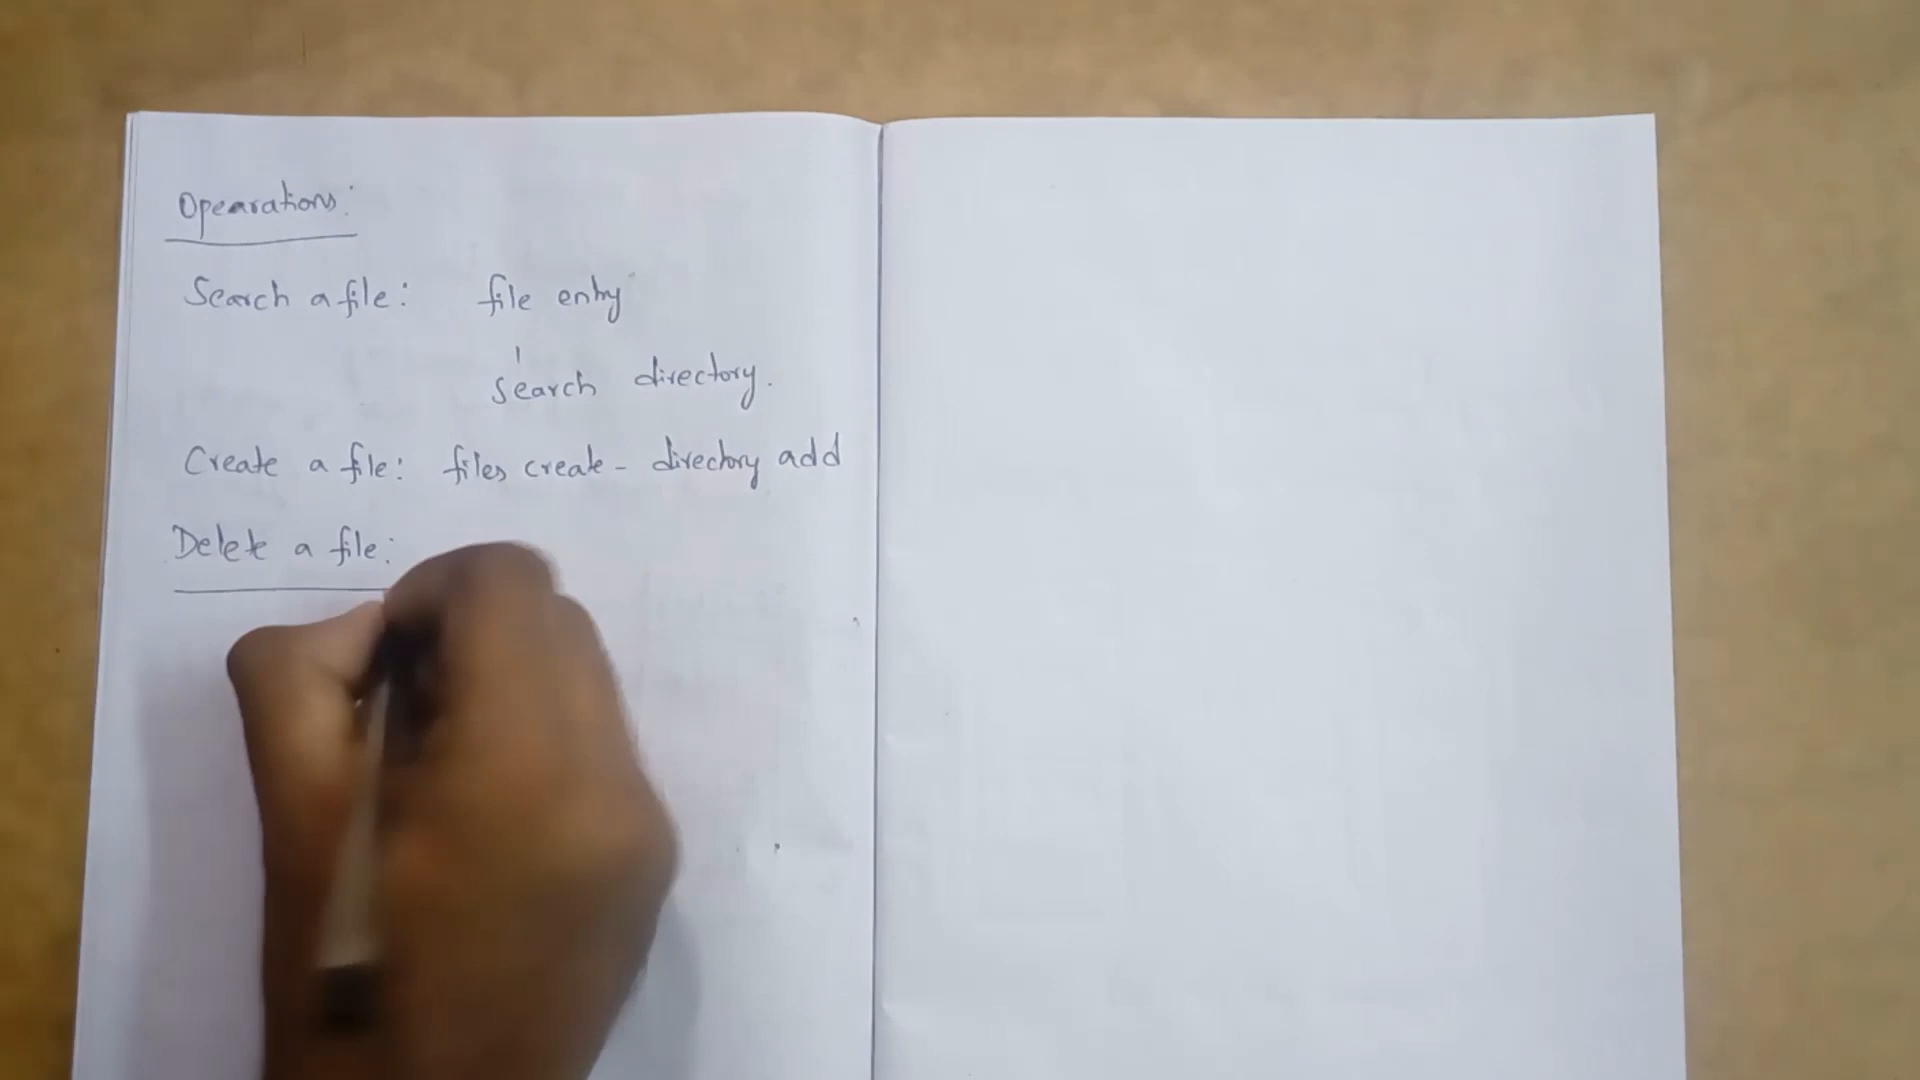 Opearations:
Search a file: file entry
search directory.
Create a file: files create - directory add
Delete a file: